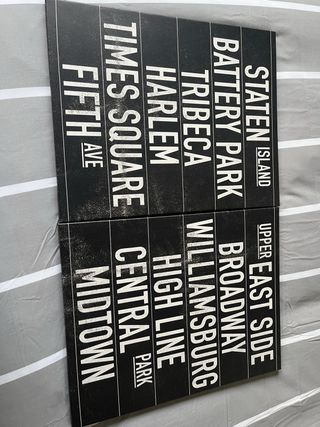 STATEN ISLAND
BATTERY PARK
TRIBECA
HARLEM
TIMES SQUARE
FIFTH AVE
UPPER EAST SIDE
BROADWAY
WILLAMSBURG
HIGH LINE
CENTRAL PARK
MIDTOWN